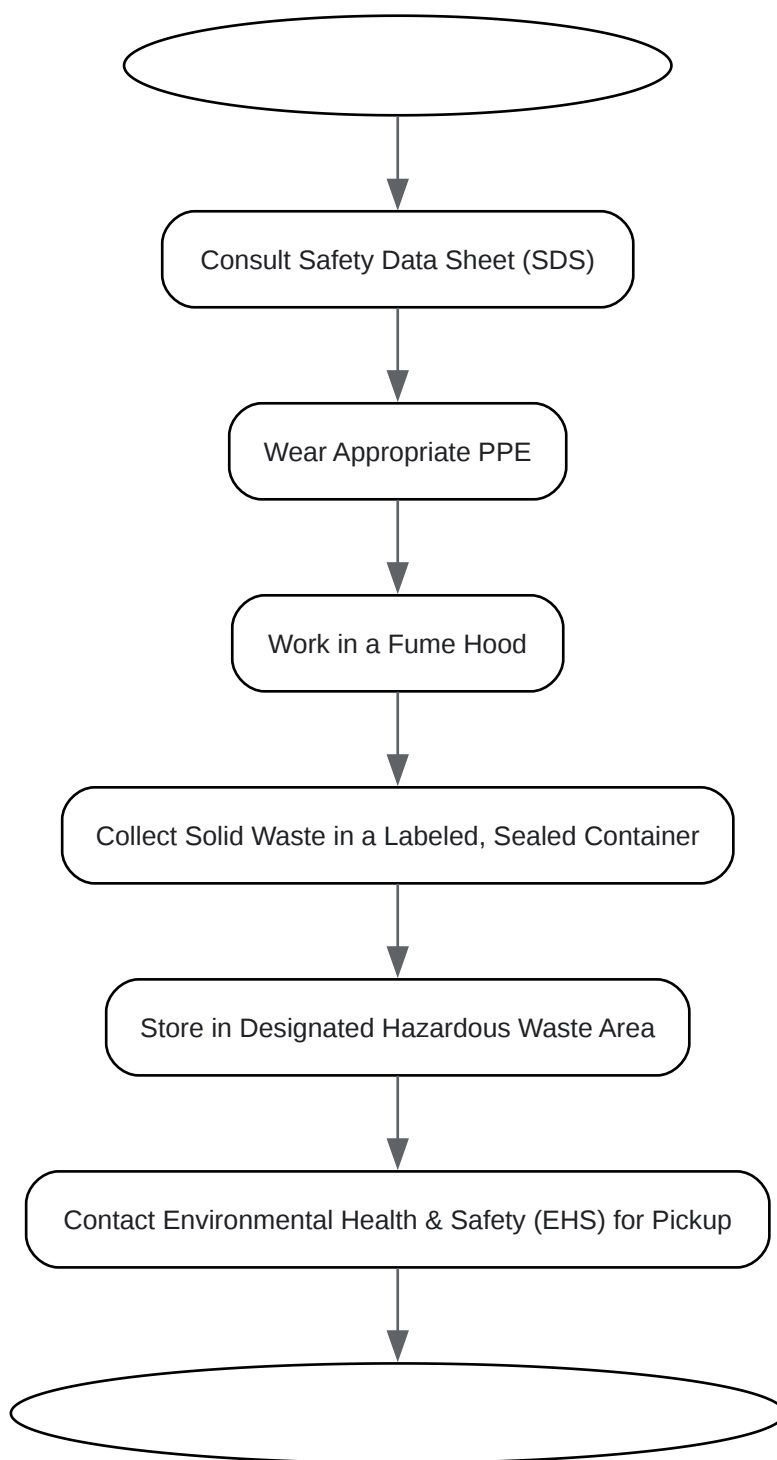 Consult Safety Data Sheet (SDS)
Wear Appropriate PPE
Work in a Fume Hood
Collect Solid Waste in a Labeled, Sealed Container
Store in Designated Hazardous Waste Area
Contact Environmental Health & Safety (EHS) for Pickup